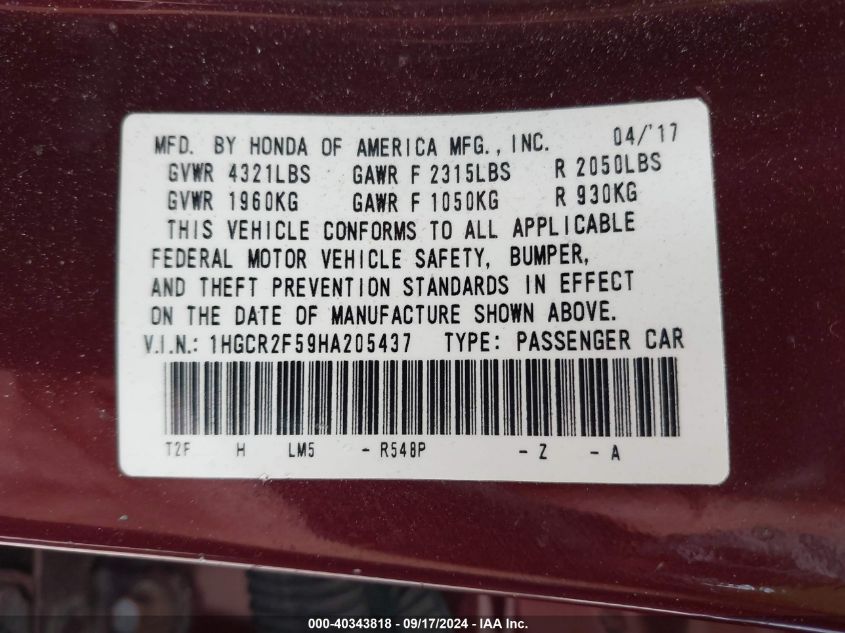 MFD. BY HONDA OF AMERICA MFG., INC. 04/'17
GVWR 4321LBS GAWR F 2315LBS R 2050LBS
GVWR 1960KG GAWR F 1050KG R 930KG
THIS VEHICLE CONFORMS TO ALL APPLICABLE
FEDERAL MOTOR VEHICLE SAFETY, BUMPER,
AND THEFT PREVENTION STANDARDS IN EFFECT
ON THE DATE OF MANUFACTURE SHOWN ABOVE.
V.I.N.: 1HGCR2F59HA205437 TYPE: PASSENGER CAR
T2F H LM5 - R548P - Z - A
000-40343818 - 09/17/2024 - IAA Inc.